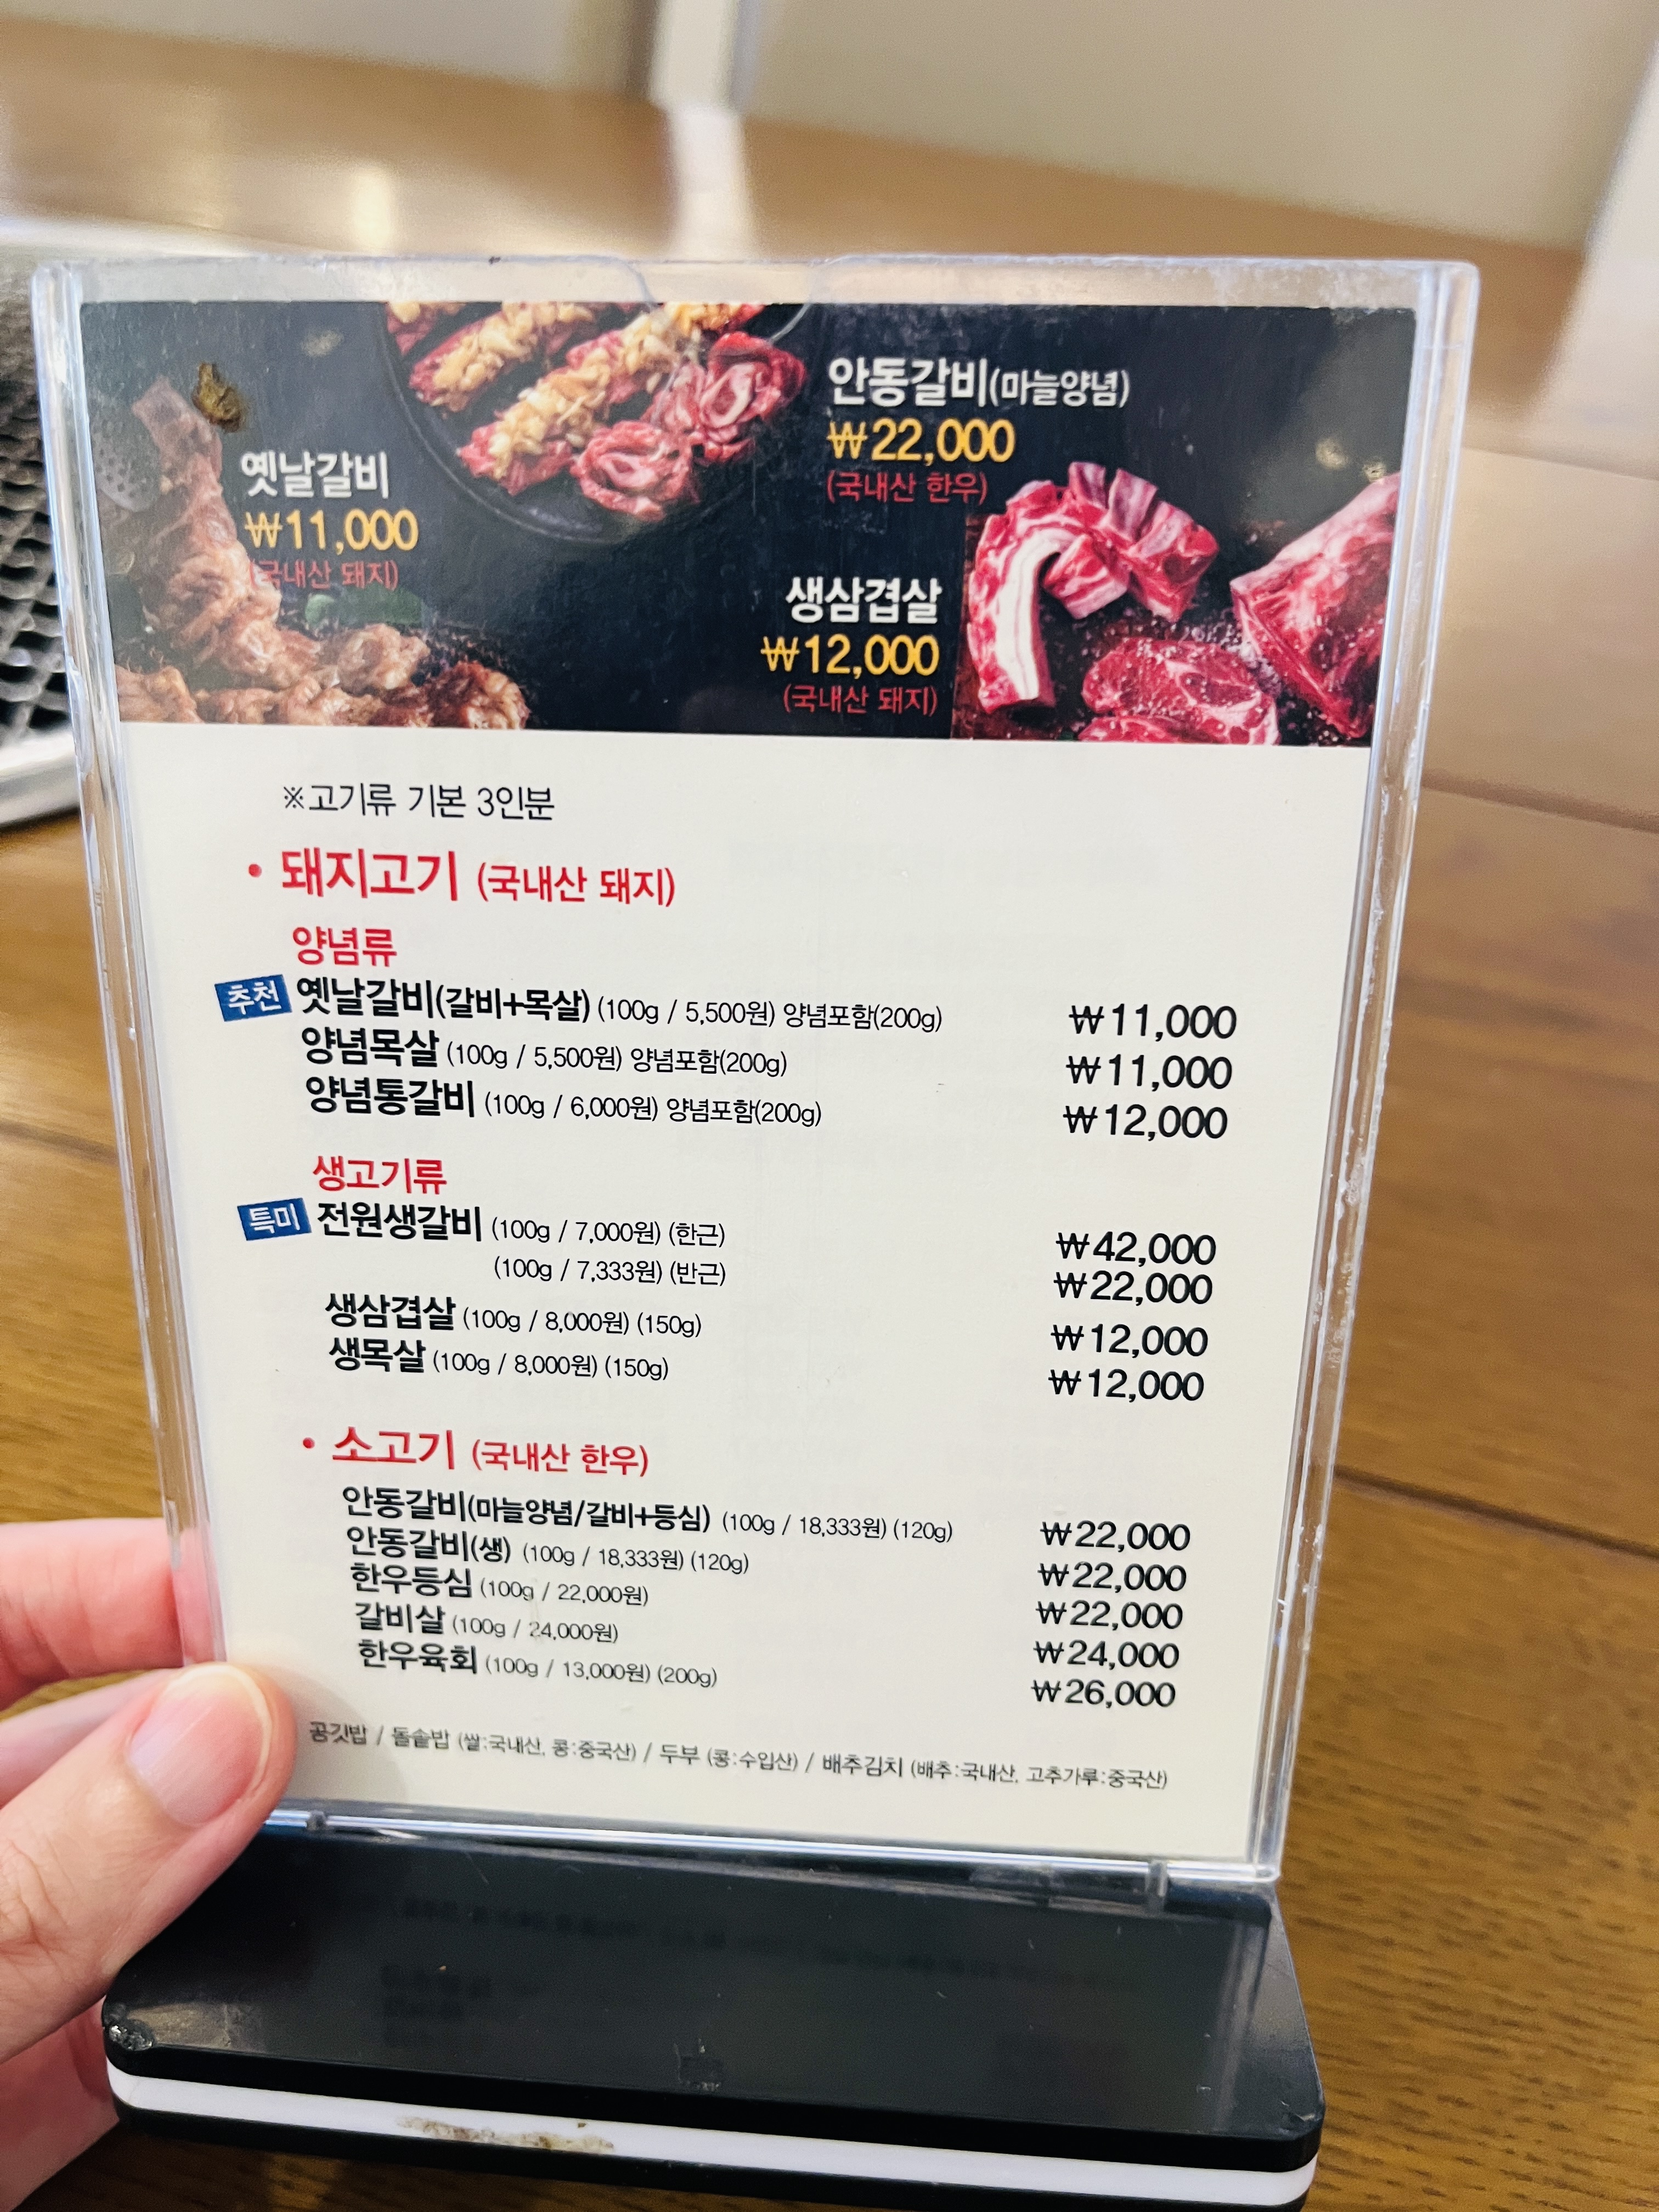 안동갈비(마늘양념)
₩22,000
(국내산 한우)
옛날갈비
₩11,000
(국내산 돼지)
생삼겹살
₩12,000
(국내산 돼지)
※고기류 기본 3인분
• 돼지고기 (국내산 돼지)
양념류
추천 옛날갈비(갈비+목살) (100g / 5,500원) 양념포함(200g) ₩11,000
양념목살 (100g / 5,500원) 양념포함(200g) ₩11,000
양념통갈비 (100g / 6,000원) 양념포함(200g) ₩12,000
생고기류
특미 전원생갈비 (100g / 7,000원) (한근) ₩42,000
(100g / 7,333원) (반근) ₩22,000
생삼겹살 (100g / 8,000원) (150g) ₩12,000
생목살 (100g / 8,000원) (150g) ₩12,000
• 소고기 (국내산 한우)
안동갈비(마늘양념/갈비+등심) (100g / 18,333원) (120g) ₩22,000
안동갈비(생) (100g / 18,333원) (120g) ₩22,000
한우등심 (100g / 22,000원) ₩22,000
갈비살 (100g / 24,000원) ₩24,000
한우육회 (100g / 13,000원) (200g) ₩26,000
공깃밥 / 돌솥밥 (쌀:국내산, 콩:중국산) / 두부 (콩:수입산) / 배추김치 (배추:국내산, 고추가루:중국산)